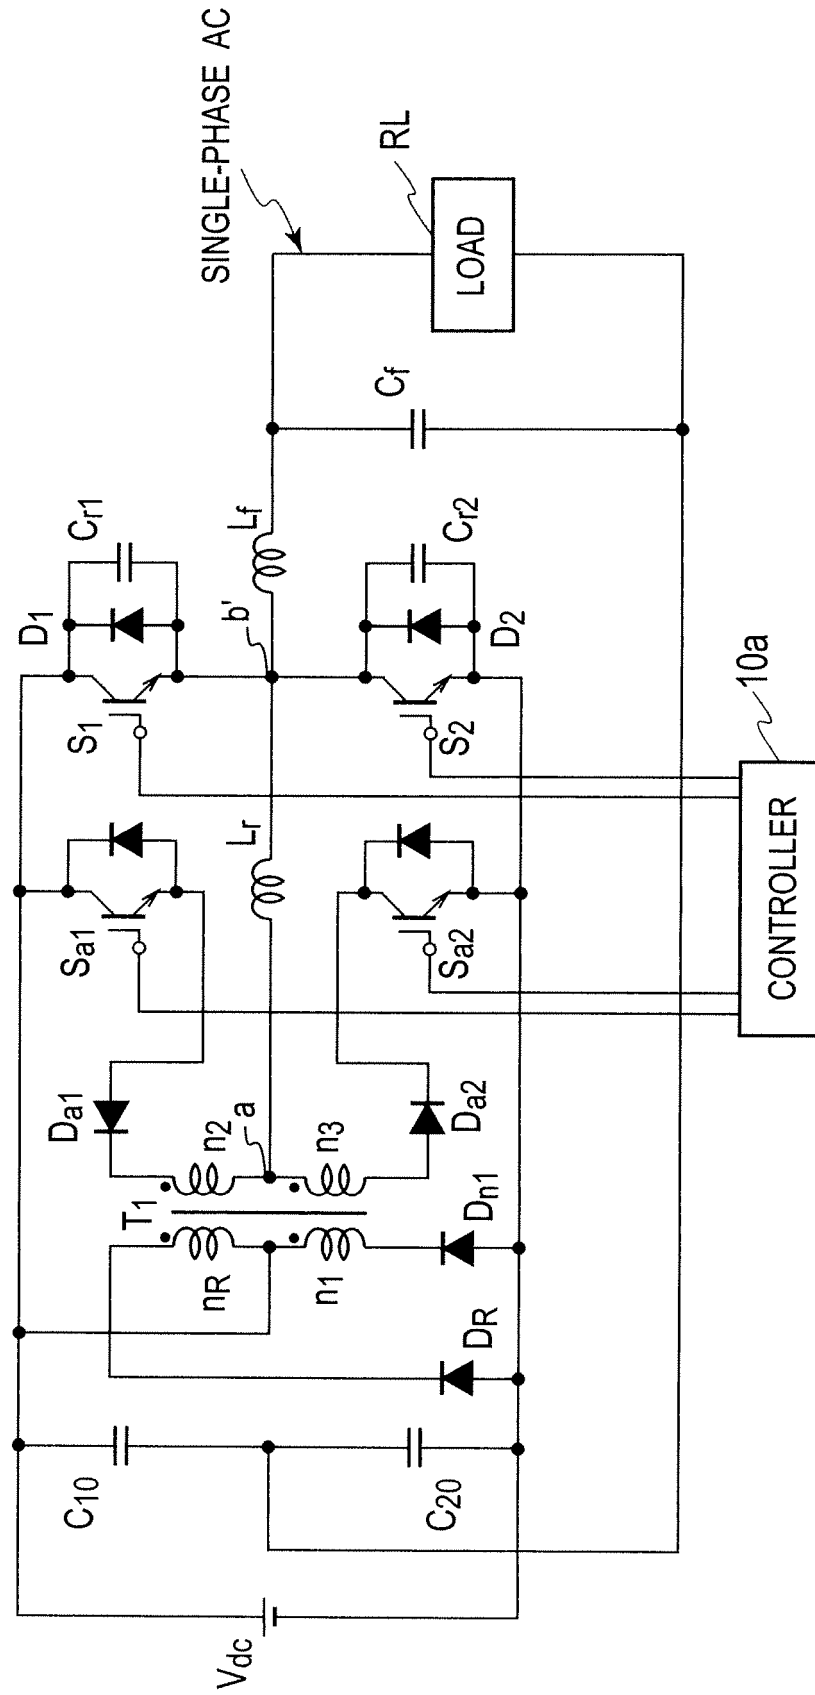 SINGLE-PHASE AC
RL
LOAD
Cf
Cr1
D1
Lf
b'
Cr2
D2
S1
S2
10a
Sa1
Lr
Sa2
CONTROLLER
Da1
n2
a
n3
Da2
T1
nR
n1
Dn1
DR
C10
C20
Vdc